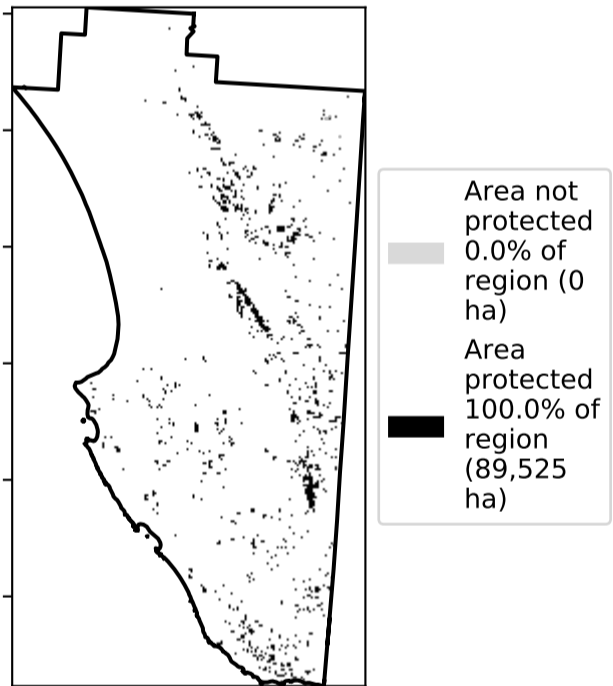 Area not
protected
0.0% of
region (0
ha)
Area
protected
100.0% of
region
(89,525
ha)